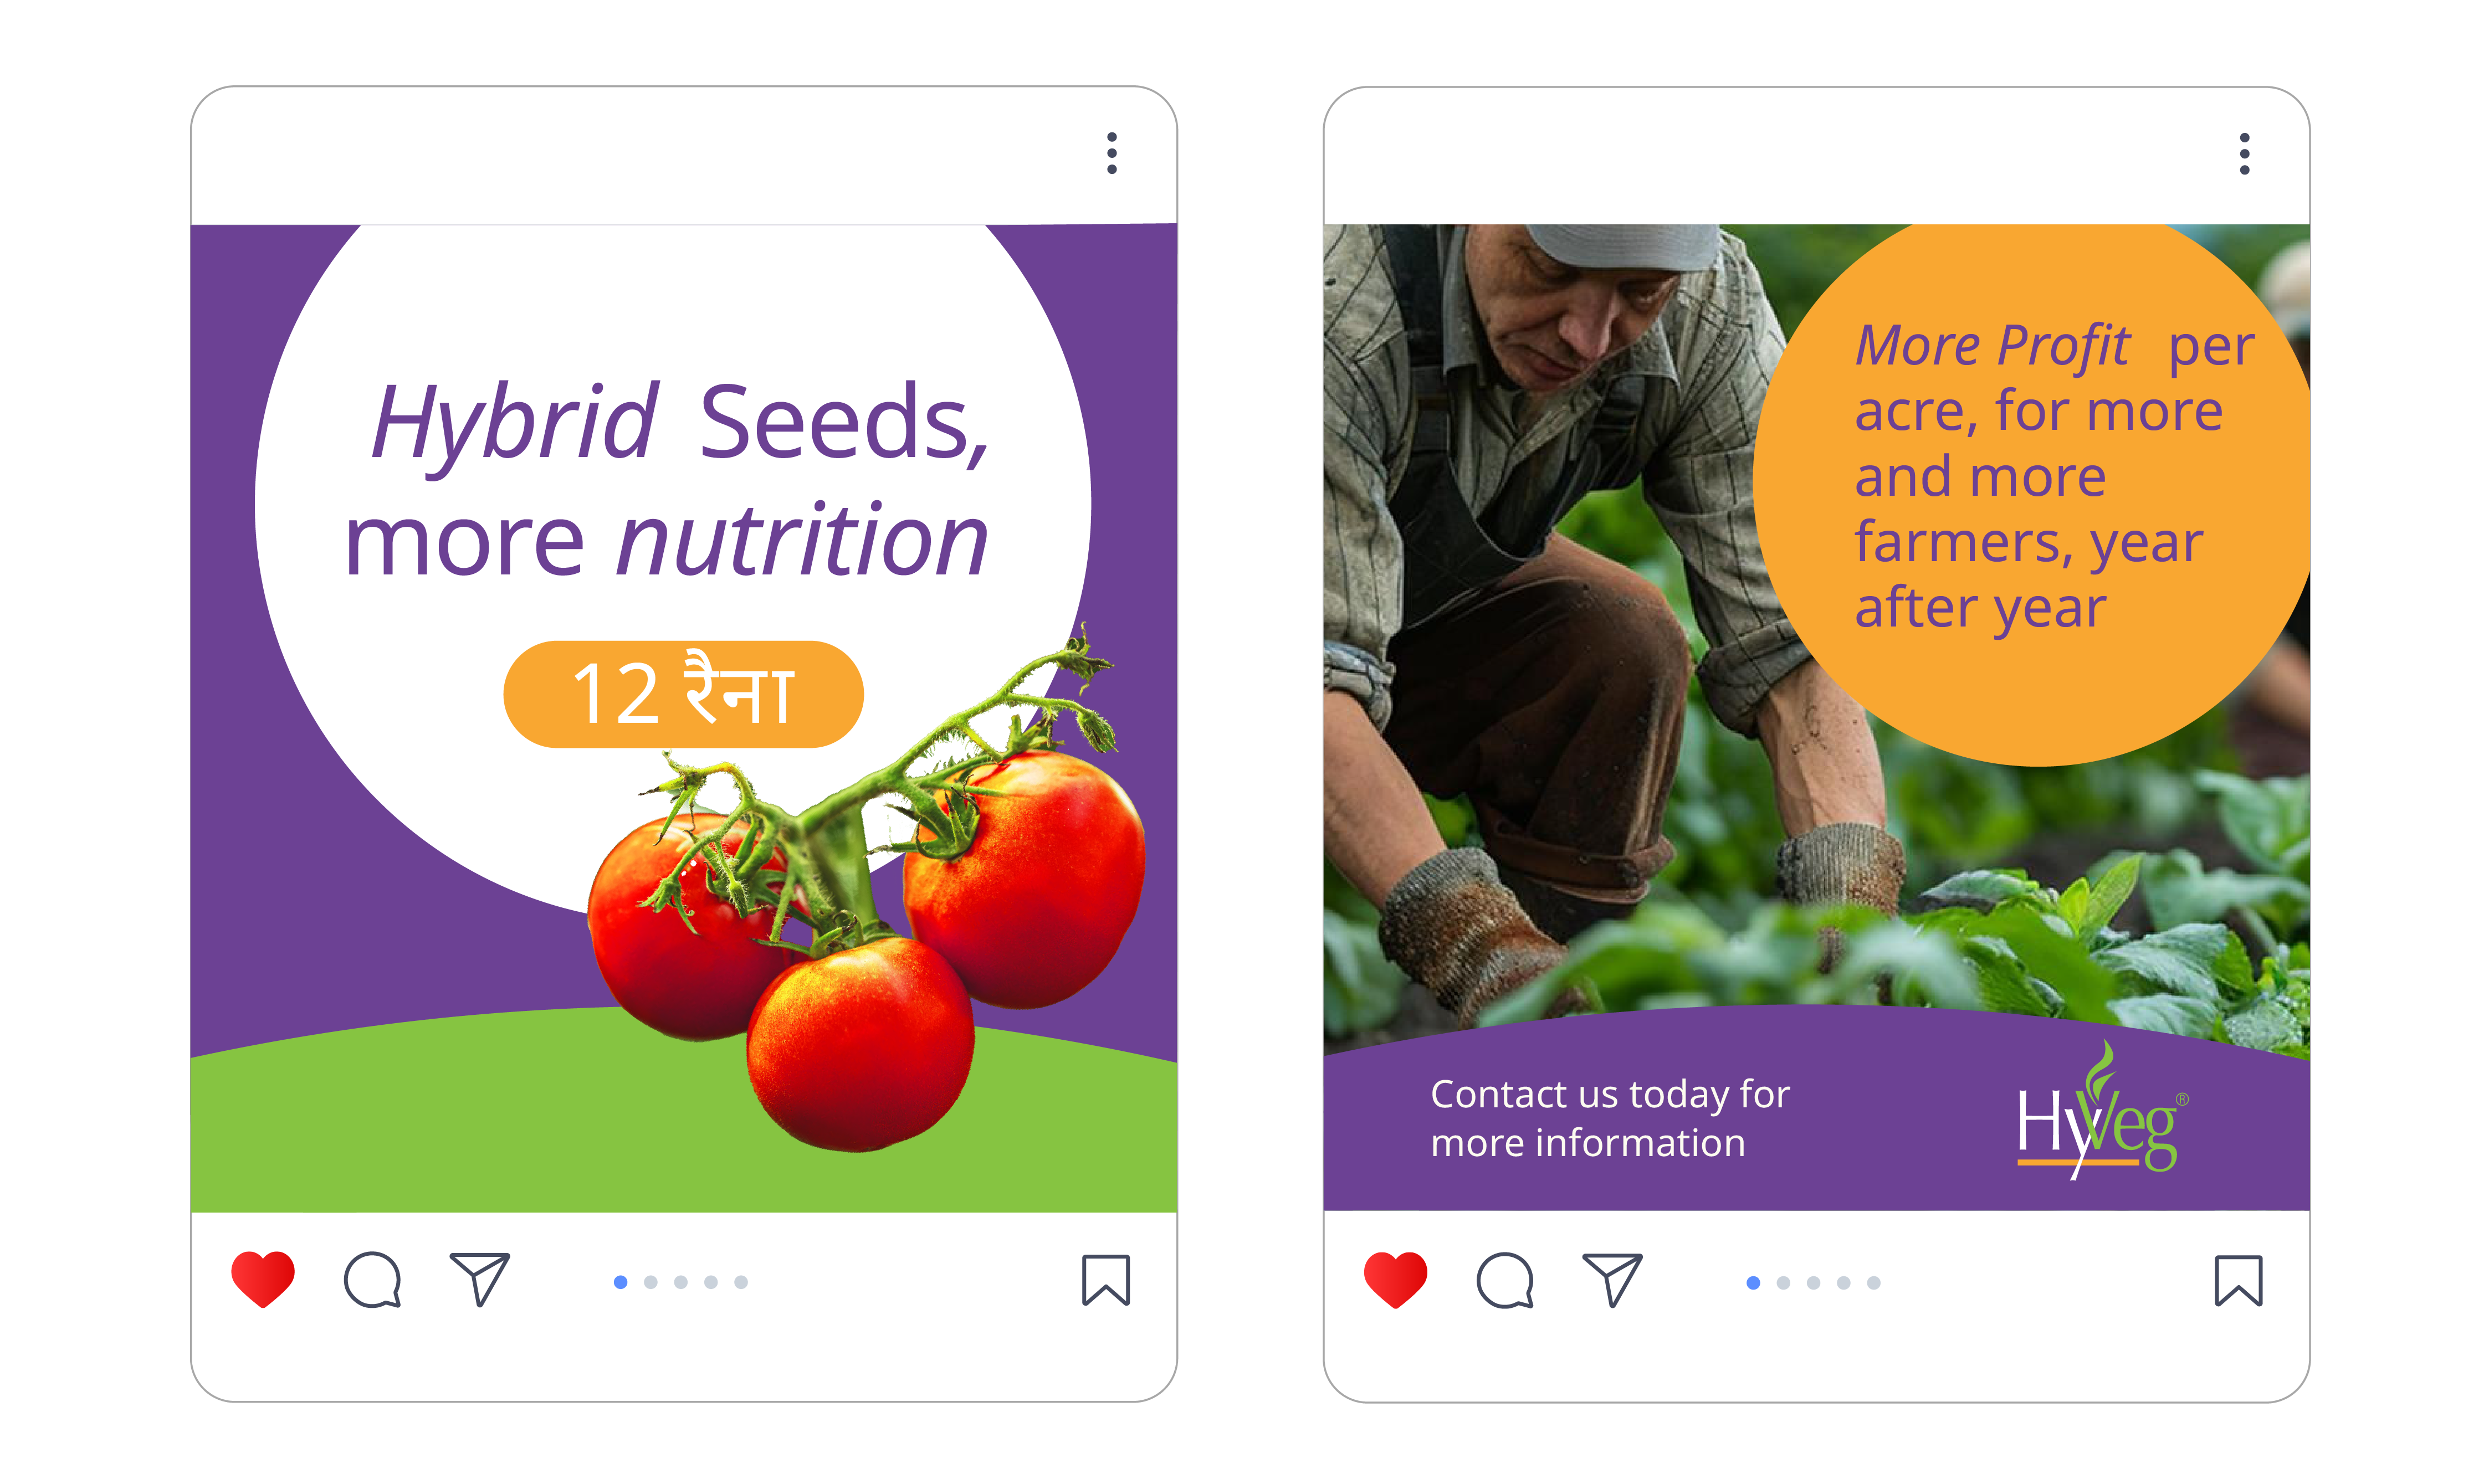 Hybrid Seeds,
more nutrition
12 रैना
More Profit per
acre, for more
and more
farmers, year
after year
Contact us today for
more information
HyVeg®